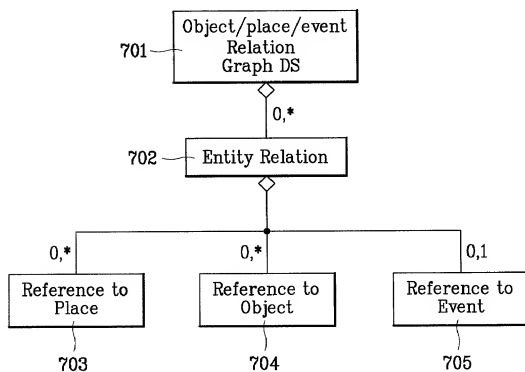 Object/place/event
Relation
Graph DS
701
0,*
702
Entity Relation
0,*
0,*
0,1
Reference to
Place
Reference to
Object
Reference to
Event
703
704
705